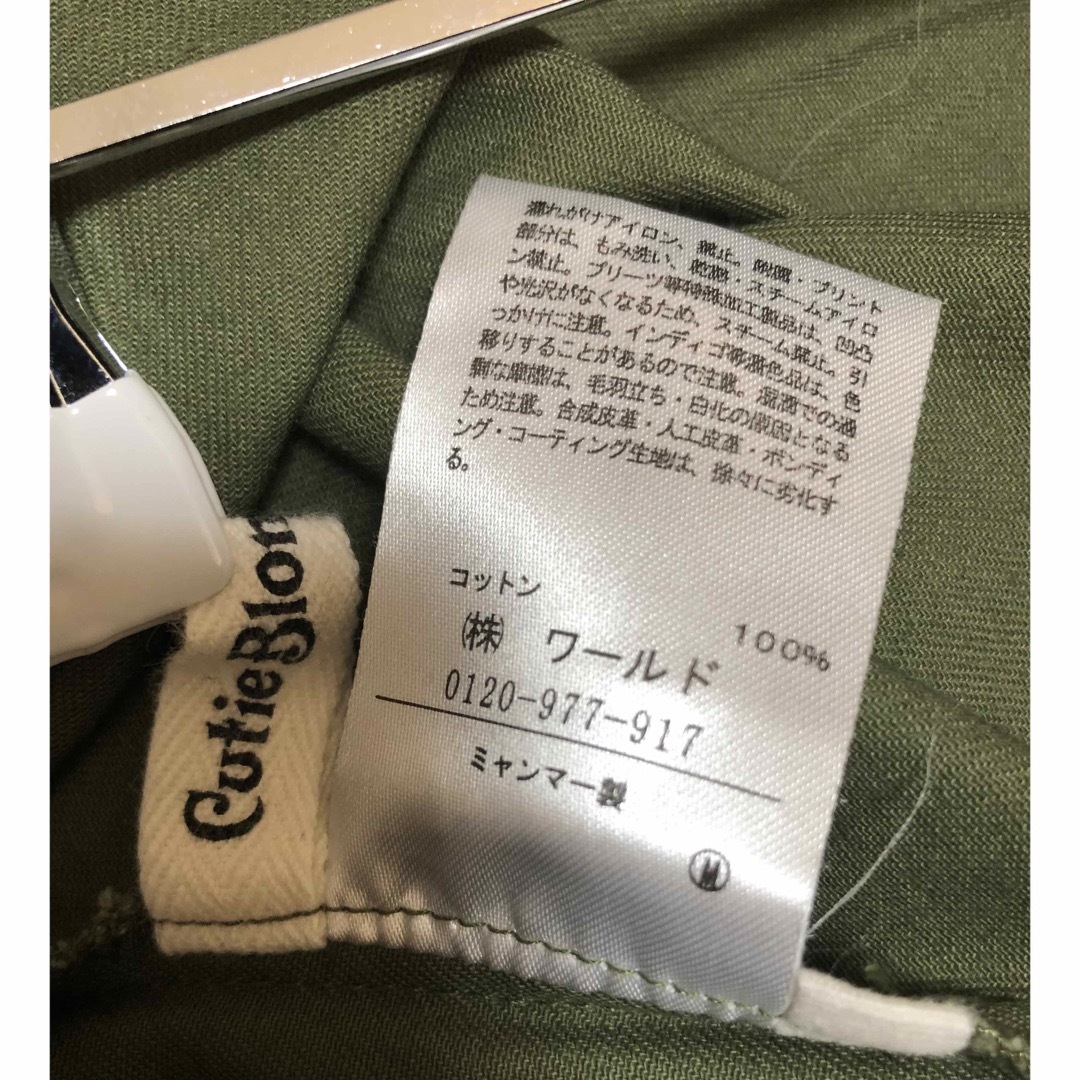 濡れがけアイロン、禁止。附属・プリント
部分は、もみ洗い、乾熱・スチームアイロ
ン禁止。プリーツ等特殊加工製品は、凹凸
や光沢がなくなるため、スチーム禁止。引
っかけに注意。インディゴ等濃色品は、色
移りすることがあるので注意。湿潤での過
剰な摩擦は、毛羽立ち・白化の原因となる
ため注意。合成皮革・人工皮革・ボンディ
ング・コーティング生地は、徐々に劣化す
る。
コットン 100%
㈱ ワールド
0120-977-917
ミャンマー製
Ⓜ
CutieBlon